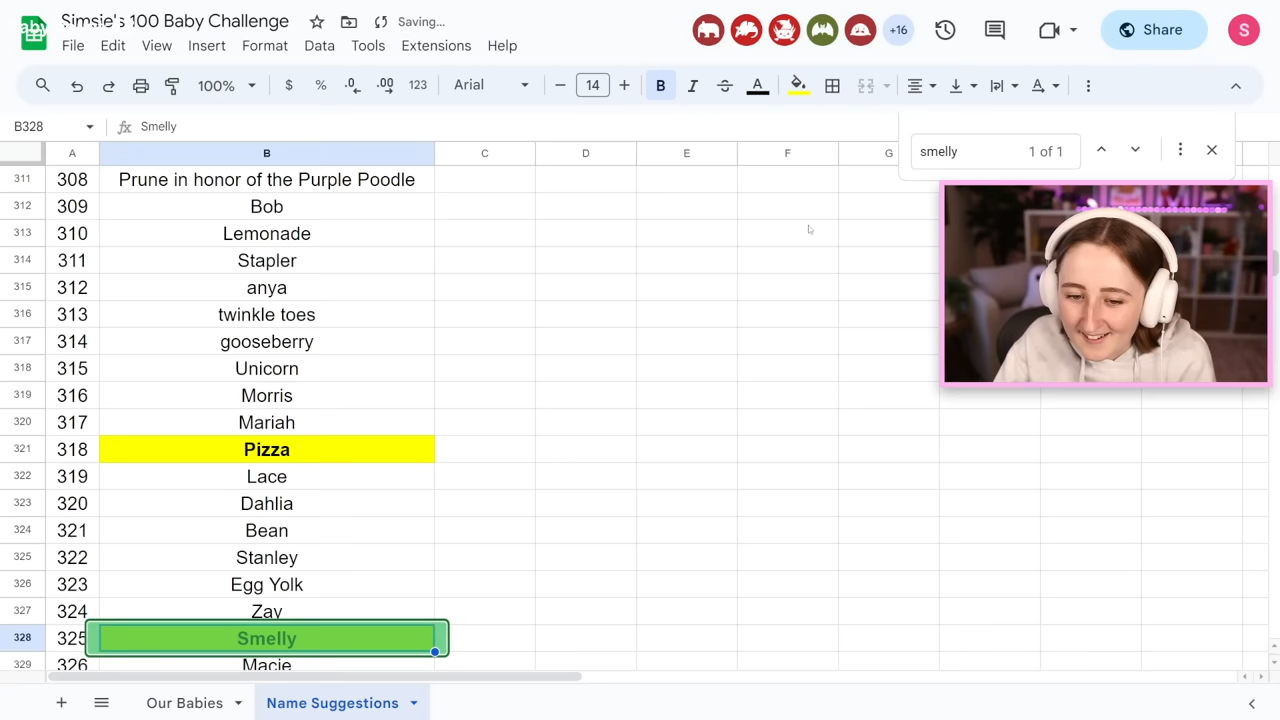 Simsie's 100 Baby Challenge Saving... +16 Share S
File Edit View Insert Format Data Tools Extensions Help
100% $ % .0 .00 123 Arial 14 B I A A
B328 fx Smelly
smelly 1 of 1
A B C D E F G
311 308 Prune in honor of the Purple Poodle
312 309 Bob
313 310 Lemonade
314 311 Stapler
315 312 anya
316 313 twinkle toes
317 314 gooseberry
318 315 Unicorn
319 316 Morris
320 317 Mariah
321 318 Pizza
322 319 Lace
323 320 Dahlia
324 321 Bean
325 322 Stanley
326 323 Egg Yolk
327 324 Zay
328 325 Smelly
329 326 Macie
Our Babies Name Suggestions